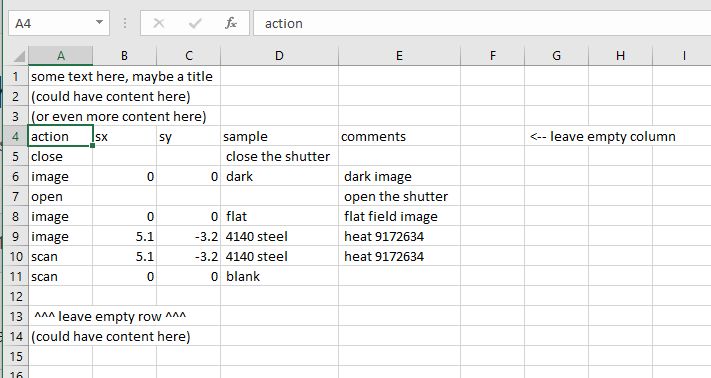 A4 fx action
A B C D E F G H I
1 some text here, maybe a title
2 (could have content here)
3 (or even more content here)
4 action sx sy sample comments <-- leave empty column
5 close close the shutter
6 image 0 0 dark dark image
7 open open the shutter
8 image 0 0 flat flat field image
9 image 5.1 -3.2 4140 steel heat 9172634
10 scan 5.1 -3.2 4140 steel heat 9172634
11 scan 0 0 blank
12
13 ^^^ leave empty row ^^^
14 (could have content here)
15
16